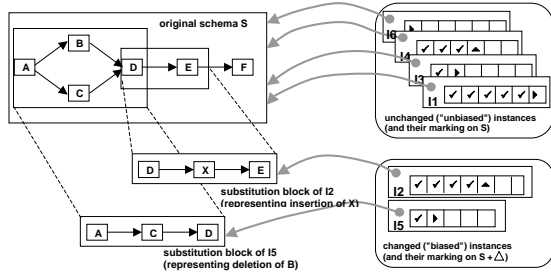 original schema S
B
A
D
E
F
C
I6
I4
I3
I1
unchanged ("unbiased") instances
(and their marking on S)
D
X
E
substitution block of I2
(representing insertion of X)
A
C
D
substitution block of I5
(representing deletion of B)
I2
I5
changed ("biased") instances
(and their marking on S +△)